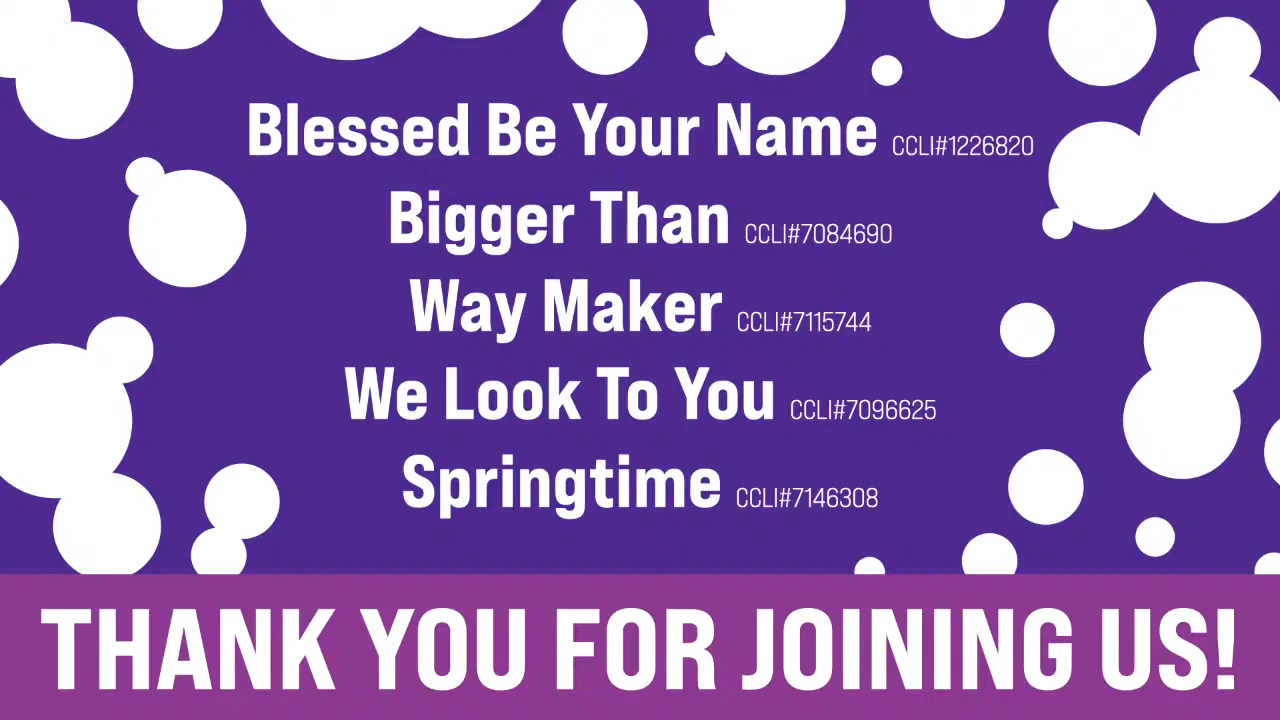 Blessed Be Your Name CCLI#1226820
Bigger Than CCLI#7084690
Way Maker CCLI#7115744
We Look To You CCLI#7096625
Springtime CCLI#7146308
THANK YOU FOR JOINING US!